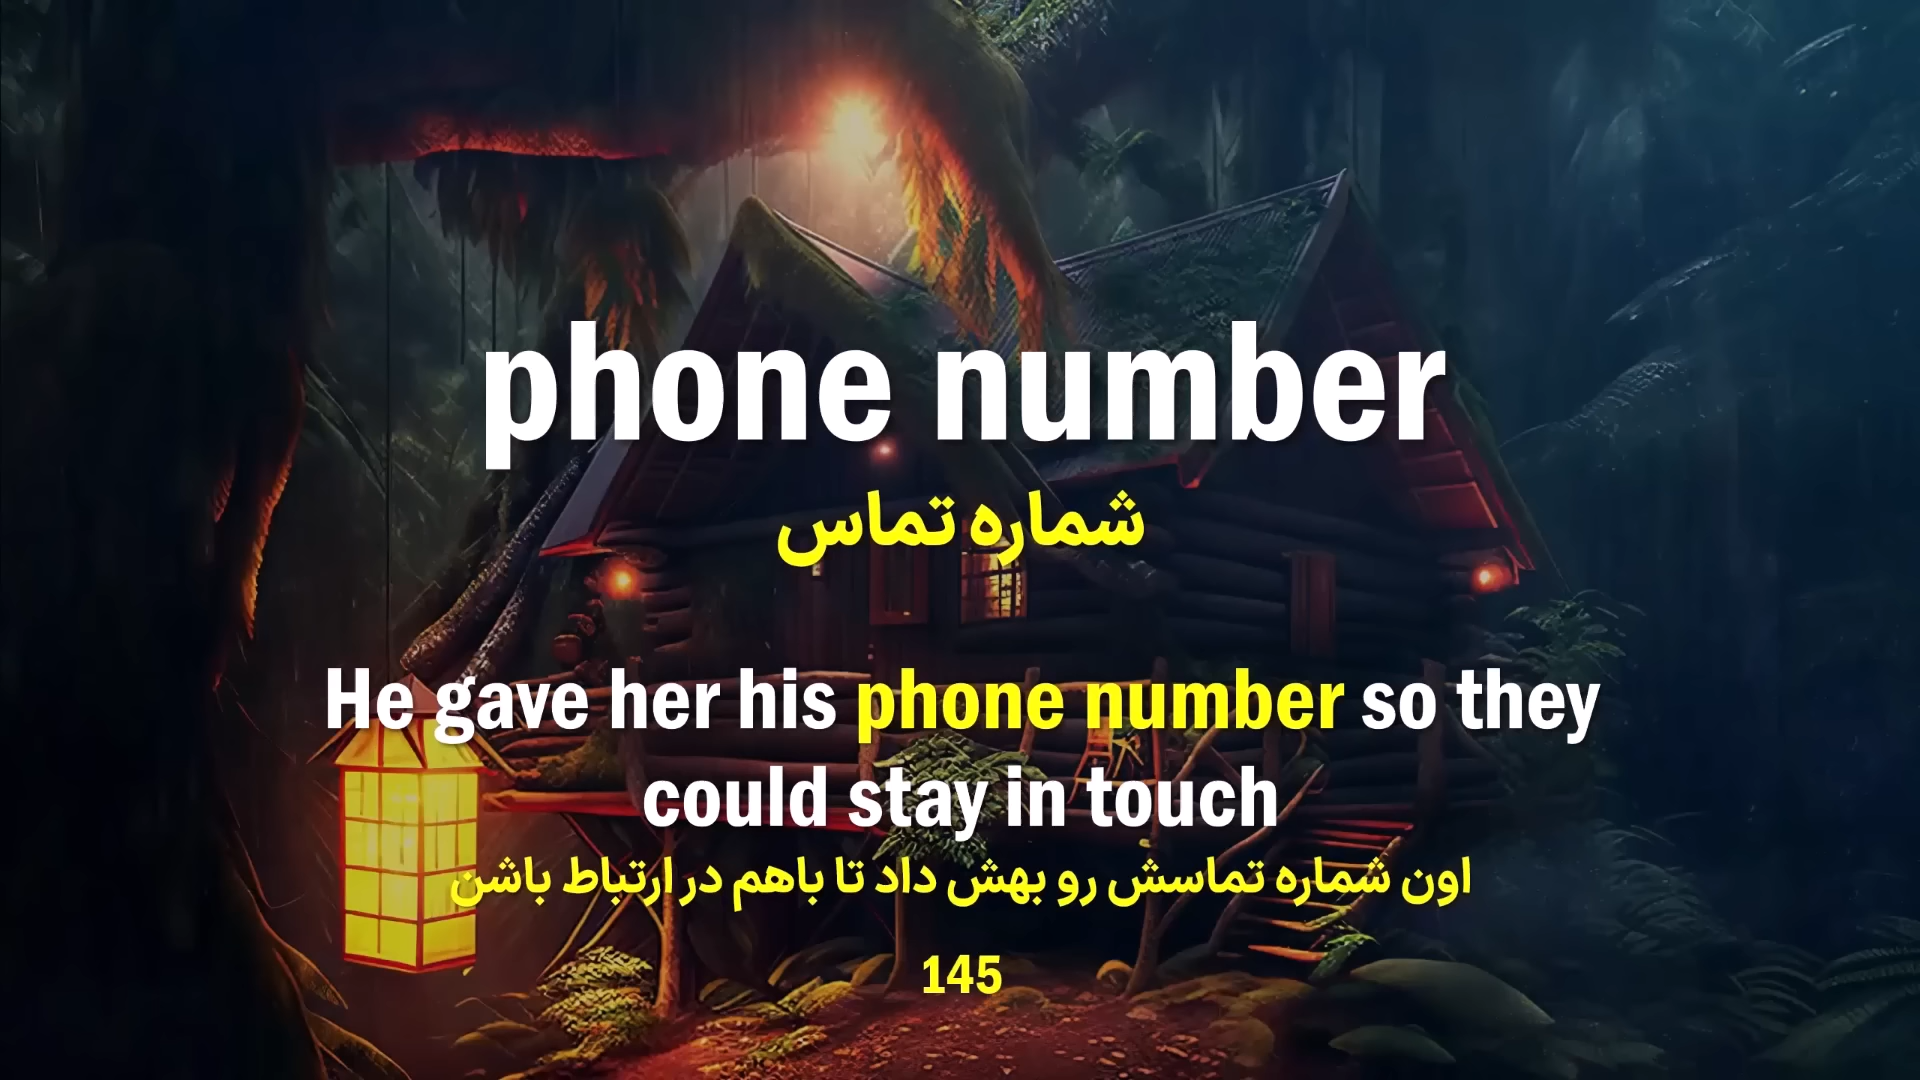 phone number
شماره تماس
He gave her his phone number so they
could stay in touch
اون شماره تماسش رو بهش داد تا باهم در ارتباط باشن
145